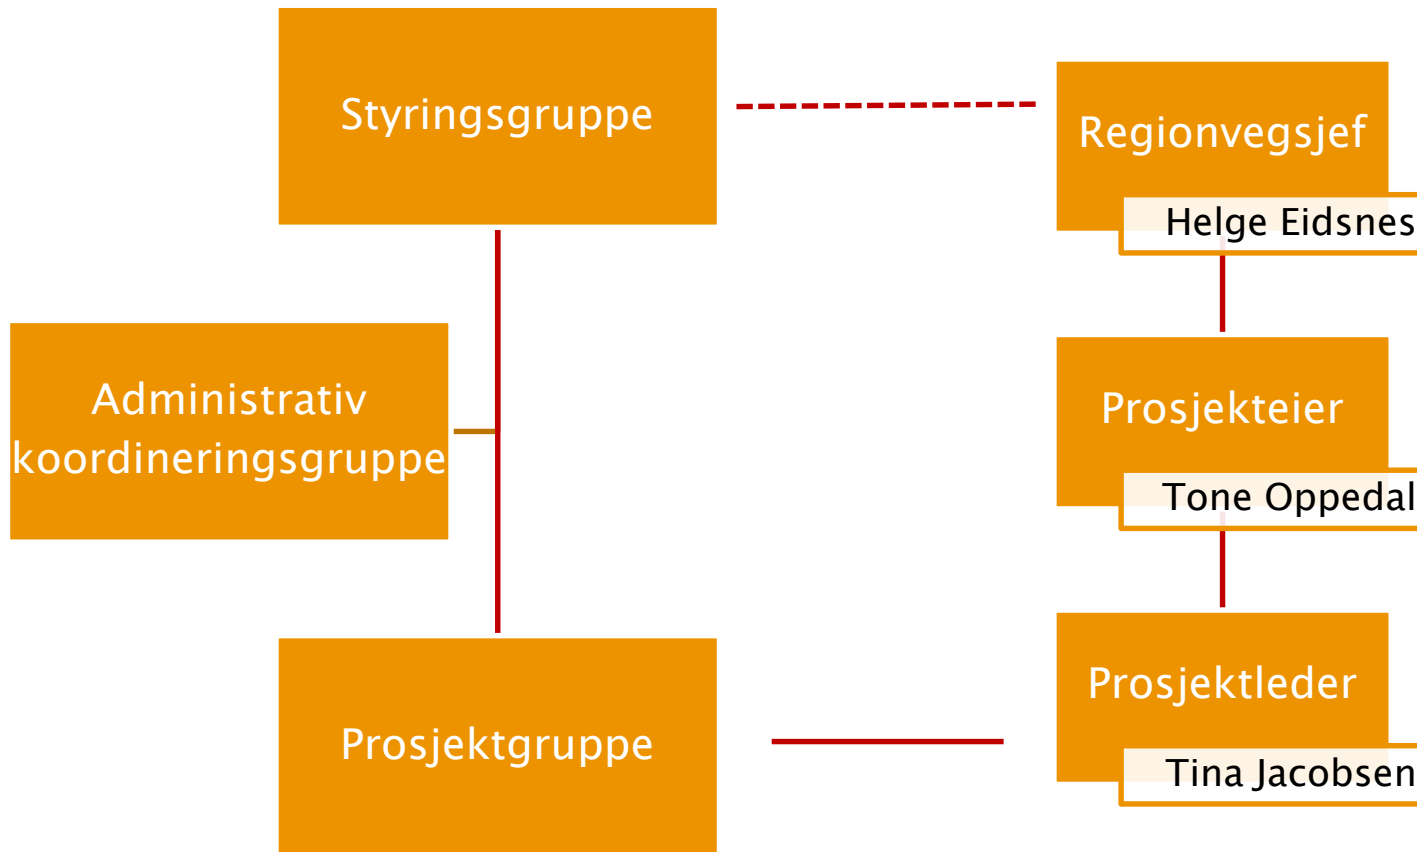 Styringsgruppe
Regionvegsjef
Helge Eidsnes
Administrativ
koordineringsgruppe
Prosjekteier
Tone Oppedal
Prosjektgruppe
Prosjektleder
Tina Jacobsen